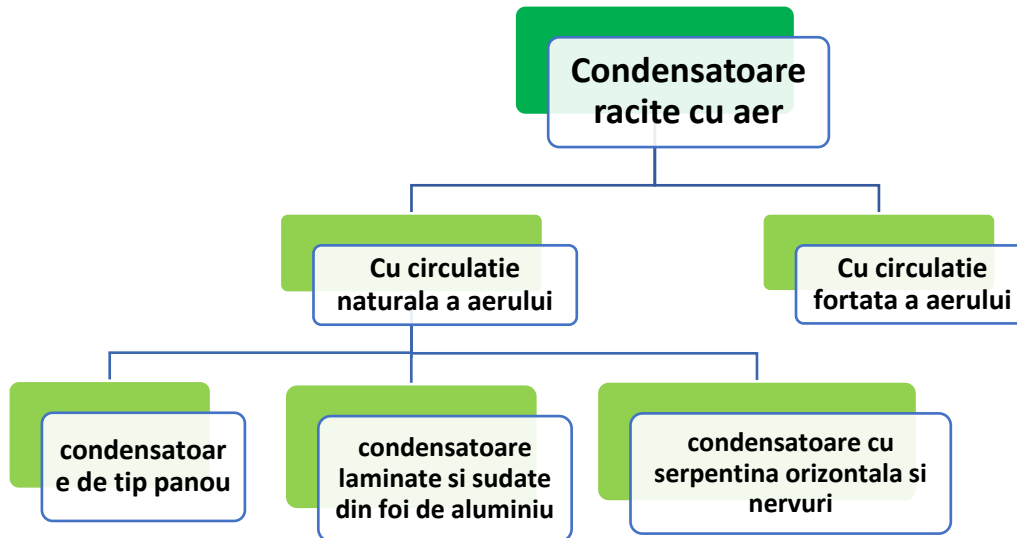 Condensatoare
racite cu aer
Cu circulatie
naturala a aerului
Cu circulatie
fortata a aerului
condensatoar
e de tip panou
condensatoare
laminate si sudate
din foi de aluminiu
condensatoare cu
serpentina orizontala si
nervuri